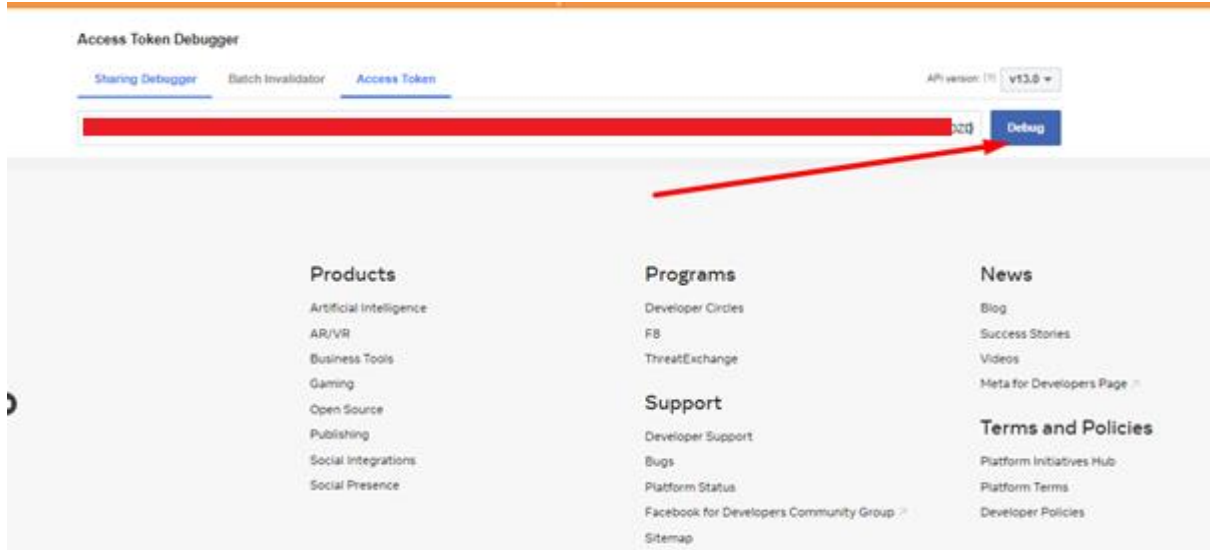 Access Token Debugger
Sharing Debugger Batch Invalidator Access Token API version: [?] v13.0
Debug
Products
Artificial Intelligence
AR/VR
Business Tools
Gaming
Open Source
Publishing
Social Integrations
Social Presence
Programs
Developer Circles
F8
ThreatExchange
Support
Developer Support
Bugs
Platform Status
Facebook for Developers Community Group
Sitemap
News
Blog
Success Stories
Videos
Meta for Developers Page
Terms and Policies
Platform Initiatives Hub
Platform Terms
Developer Policies